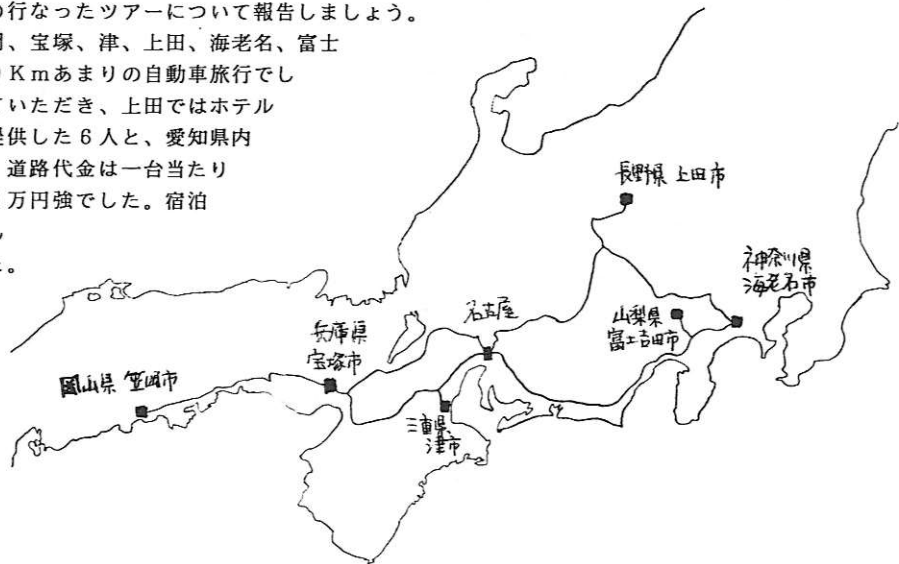 の行なったツアーについて報告しましょう。
、宝塚、津、上田、海老名、富士
Kmあまりの自動車旅行でし
ていただき、上田ではホテル
提供した6人と、愛知県内
道路代金は一台当たり
万円強でした。宿泊
。
長野県 上田市
神奈川県
海老名市
山梨県
富士吉田市
名古屋
兵庫県
宝塚市
岡山県 笠岡市
三重県
津市